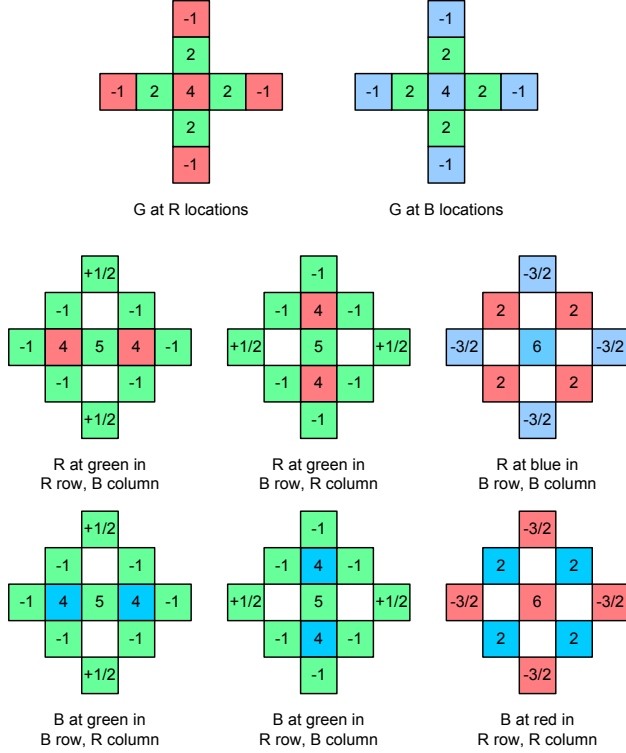 -1 -1
2 2
-1 2 4 2 -1 -1 2 4 2 -1
2 2
-1 -1
G at R locations G at B locations
+1/2 -1 -3/2
-1 -1 -1 4 -1 2 2
-1 4 5 4 -1 +1/2 5 +1/2 -3/2 6 -3/2
-1 -1 -1 4 -1 2 2
+1/2 -1 -3/2
R at green in
R row, B column
R at green in
B row, R column
R at blue in
B row, B column
+1/2 -1 -3/2
-1 -1 -1 4 -1 2 2
-1 4 5 4 -1 +1/2 5 +1/2 -3/2 6 -3/2
-1 -1 -1 4 -1 2 2
+1/2 -1 -3/2
B at green in
B row, R column
B at green in
R row, B column
B at red in
R row, R column